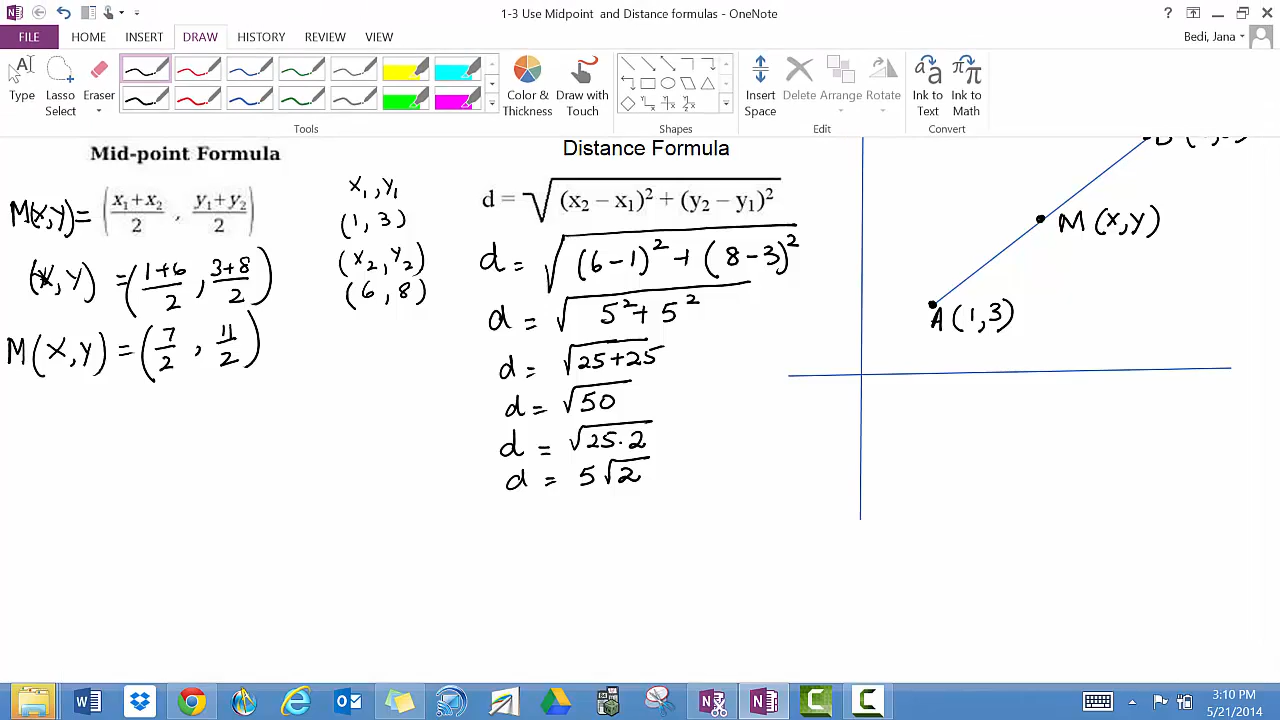 1-3 Use Midpoint and Distance formulas - OneNote
FILE HOME INSERT DRAW HISTORY REVIEW VIEW
Bedi, Jana
Type
Lasso Select
Eraser
Color & Thickness
Draw with Touch
Insert Space
Delete
Arrange
Rotate
Ink to Text
Ink to Math
Tools
Shapes
Edit
Convert
Mid-point Formula
M(x,y)= (x₁+x₂/2 , y₁+y₂/2)
(x,y) = (1+6/2 , 3+8/2)
M(x,y) = (7/2 , 11/2)
x₁,y₁
(1, 3)
(x₂,y₂)
(6, 8)
Distance Formula
d = √(x₂ – x₁)² + (y₂ – y₁)²
d = √(6-1)² + (8-3)²
d = √5² + 5²
d = √25+25
d = √50
d = √25·2
d = 5√2
M (x,y)
A (1,3)
3:10 PM
5/21/2014